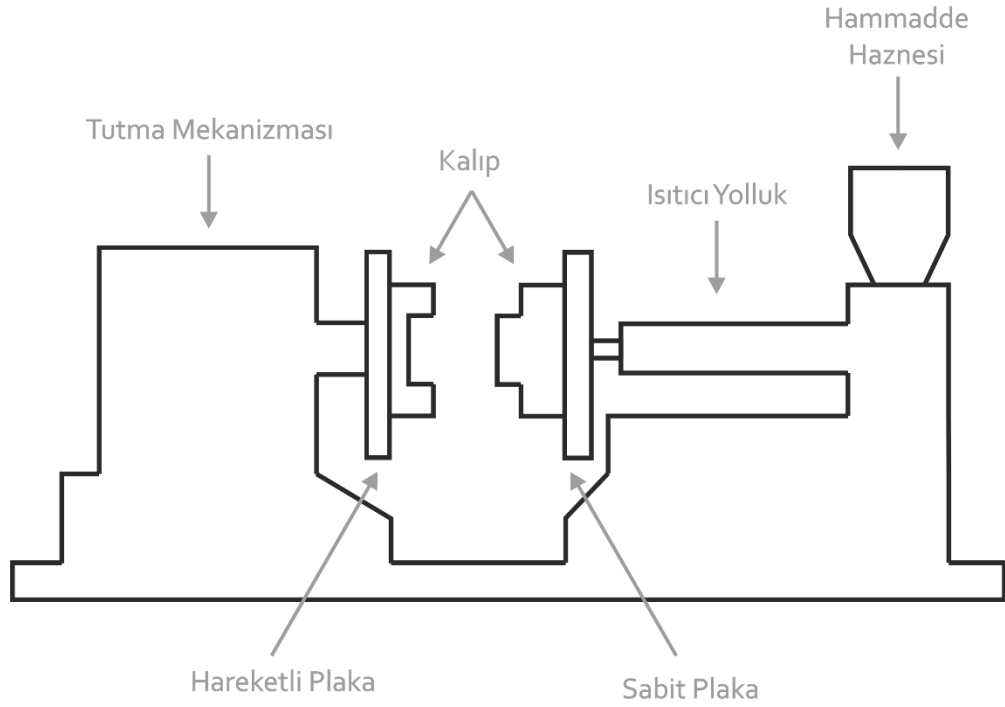 Hammadde
Haznesi
Tutma Mekanizması
Kalıp
Isıtıcı Yolluk
Hareketli Plaka
Sabit Plaka